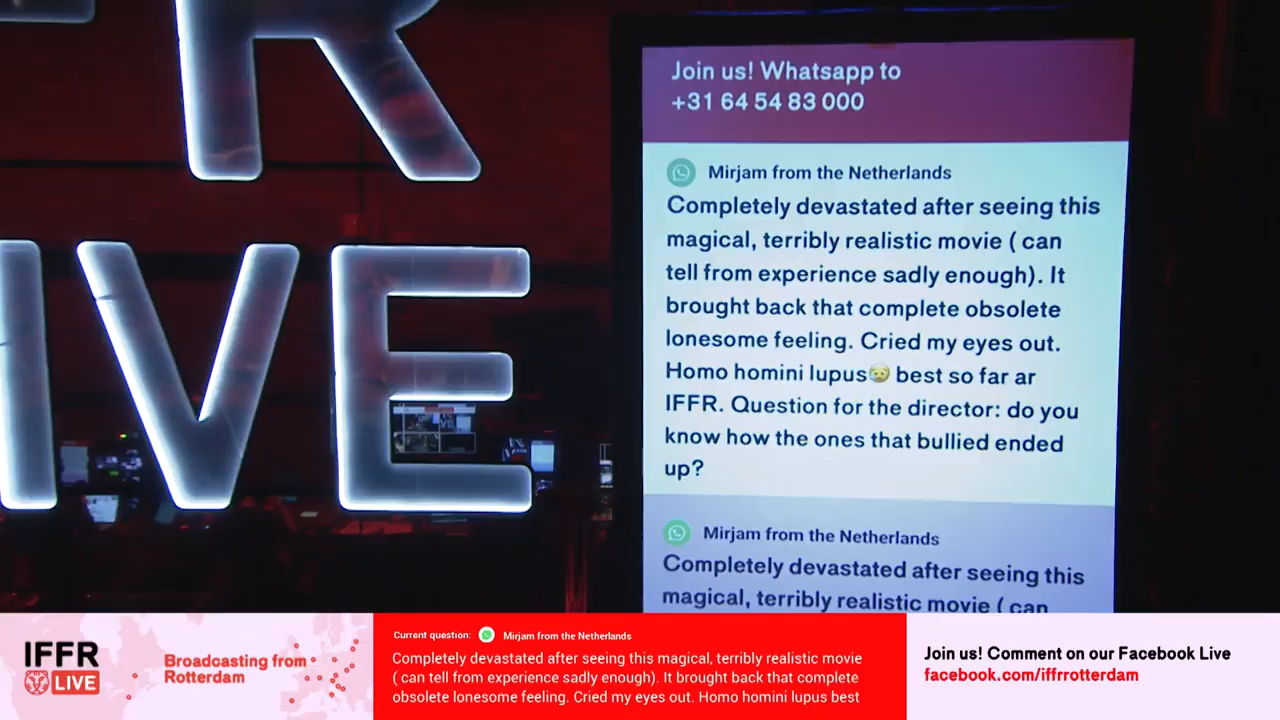 R
IVE
Join us! Whatsapp to
+31 64 54 83 000
Mirjam from the Netherlands
Completely devastated after seeing this
magical, terribly realistic movie ( can
tell from experience sadly enough). It
brought back that complete obsolete
lonesome feeling. Cried my eyes out.
Homo homini lupus😥 best so far ar
IFFR. Question for the director: do you
know how the ones that bullied ended
up?
Mirjam from the Netherlands
Completely devastated after seeing this
magical, terribly realistic movie ( can
IFFR
LIVE
Broadcasting from
Rotterdam
Current question: Mirjam from the Netherlands
Completely devastated after seeing this magical, terribly realistic movie
( can tell from experience sadly enough). It brought back that complete
obsolete lonesome feeling. Cried my eyes out. Homo homini lupus best
Join us! Comment on our Facebook Live
facebook.com/iffrrotterdam